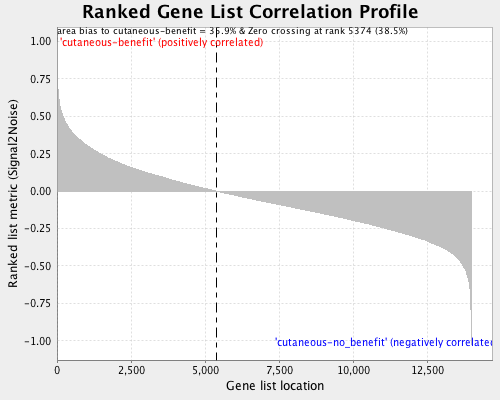 Ranked Gene List Correlation Profile
area bias to cutaneous-benefit = 36.9% & Zero crossing at rank 5374 (38.5%)
'cutaneous-benefit' (positively correlated)
1.00
0.75
0.50
0.25
0.00
-0.25
-0.50
-0.75
-1.00
Ranked list metric (Signal2Noise)
'cutaneous-no_benefit' (negatively correlated
0
2,500
5,000
7,500
10,000
12,500
Gene list location